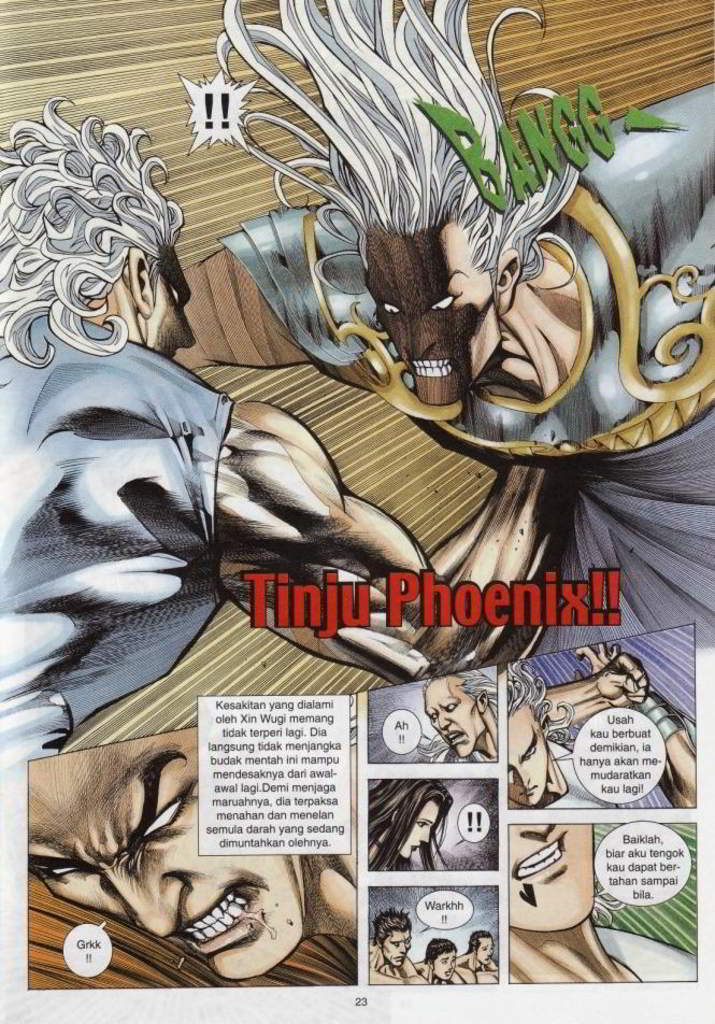 !!
BANGG
Tinju Phoenix!!
Kesakitan yang dialami
oleh Xin Wugi memang
tidak terperi lagi. Dia
langsung tidak menjangka
budak mentah ini mampu
mendesaknya dari awal-
awal lagi.Demi menjaga
maruahnya, dia terpaksa
menahan dan menelan
semula darah yang sedang
dimuntahkan olehnya.
Grkk
!!
Ah
!!
!!
Warkhh
!!
Usah
kau berbuat
demikian, ia
hanya akan me-
mudaratkan
kau lagi!
Baiklah,
biar aku tengok
kau dapat ber-
tahan sampai
bila.
23